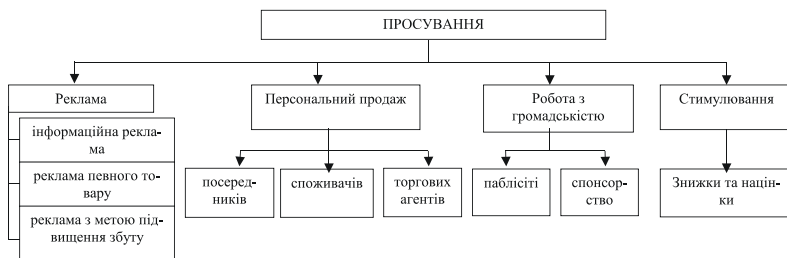 ПРОСУВАННЯ
Реклама
інформаційна рекла-
ма
реклама певного то-
вару
реклама з метою під-
вищення збуту
Персональний продаж
посеред-
ників
споживачів
торгових
агентів
Робота з
громадськістю
паблісіті
спонсор-
ство
Стимулювання
Знижки та націн-
ки